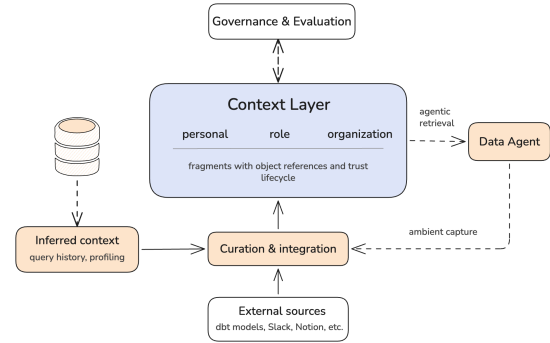 Governance & Evaluation
Context Layer
personal role organization
fragments with object references and trust
lifecycle
agentic
retrieval
Data Agent
Inferred context
query history, profiling
Curation & integration
ambient capture
External sources
dbt models, Slack, Notion, etc.